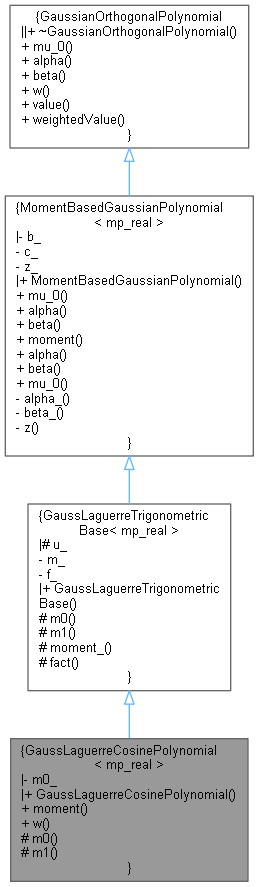 {GaussianOrthogonalPolynomial
||+ ~GaussianOrthogonalPolynomial()
+ mu_0()
+ alpha()
+ beta()
+ w()
+ value()
+ weightedValue()
}
{MomentBasedGaussianPolynomial
< mp_real >
|- b_
- c_
- z_
|+ MomentBasedGaussianPolynomial()
+ mu_0()
+ alpha()
+ beta()
+ moment()
+ alpha()
+ beta()
+ mu_0()
- alpha_()
- beta_()
- z()
}
{GaussLaguerreTrigonometric
Base< mp_real >
|# u_
- m_
- f_
|+ GaussLaguerreTrigonometric
Base()
# m0()
# m1()
# moment_()
# fact()
}
{GaussLaguerreCosinePolynomial
< mp_real >
|- m0_
|+ GaussLaguerreCosinePolynomial()
+ moment()
+ w()
# m0()
# m1()
}